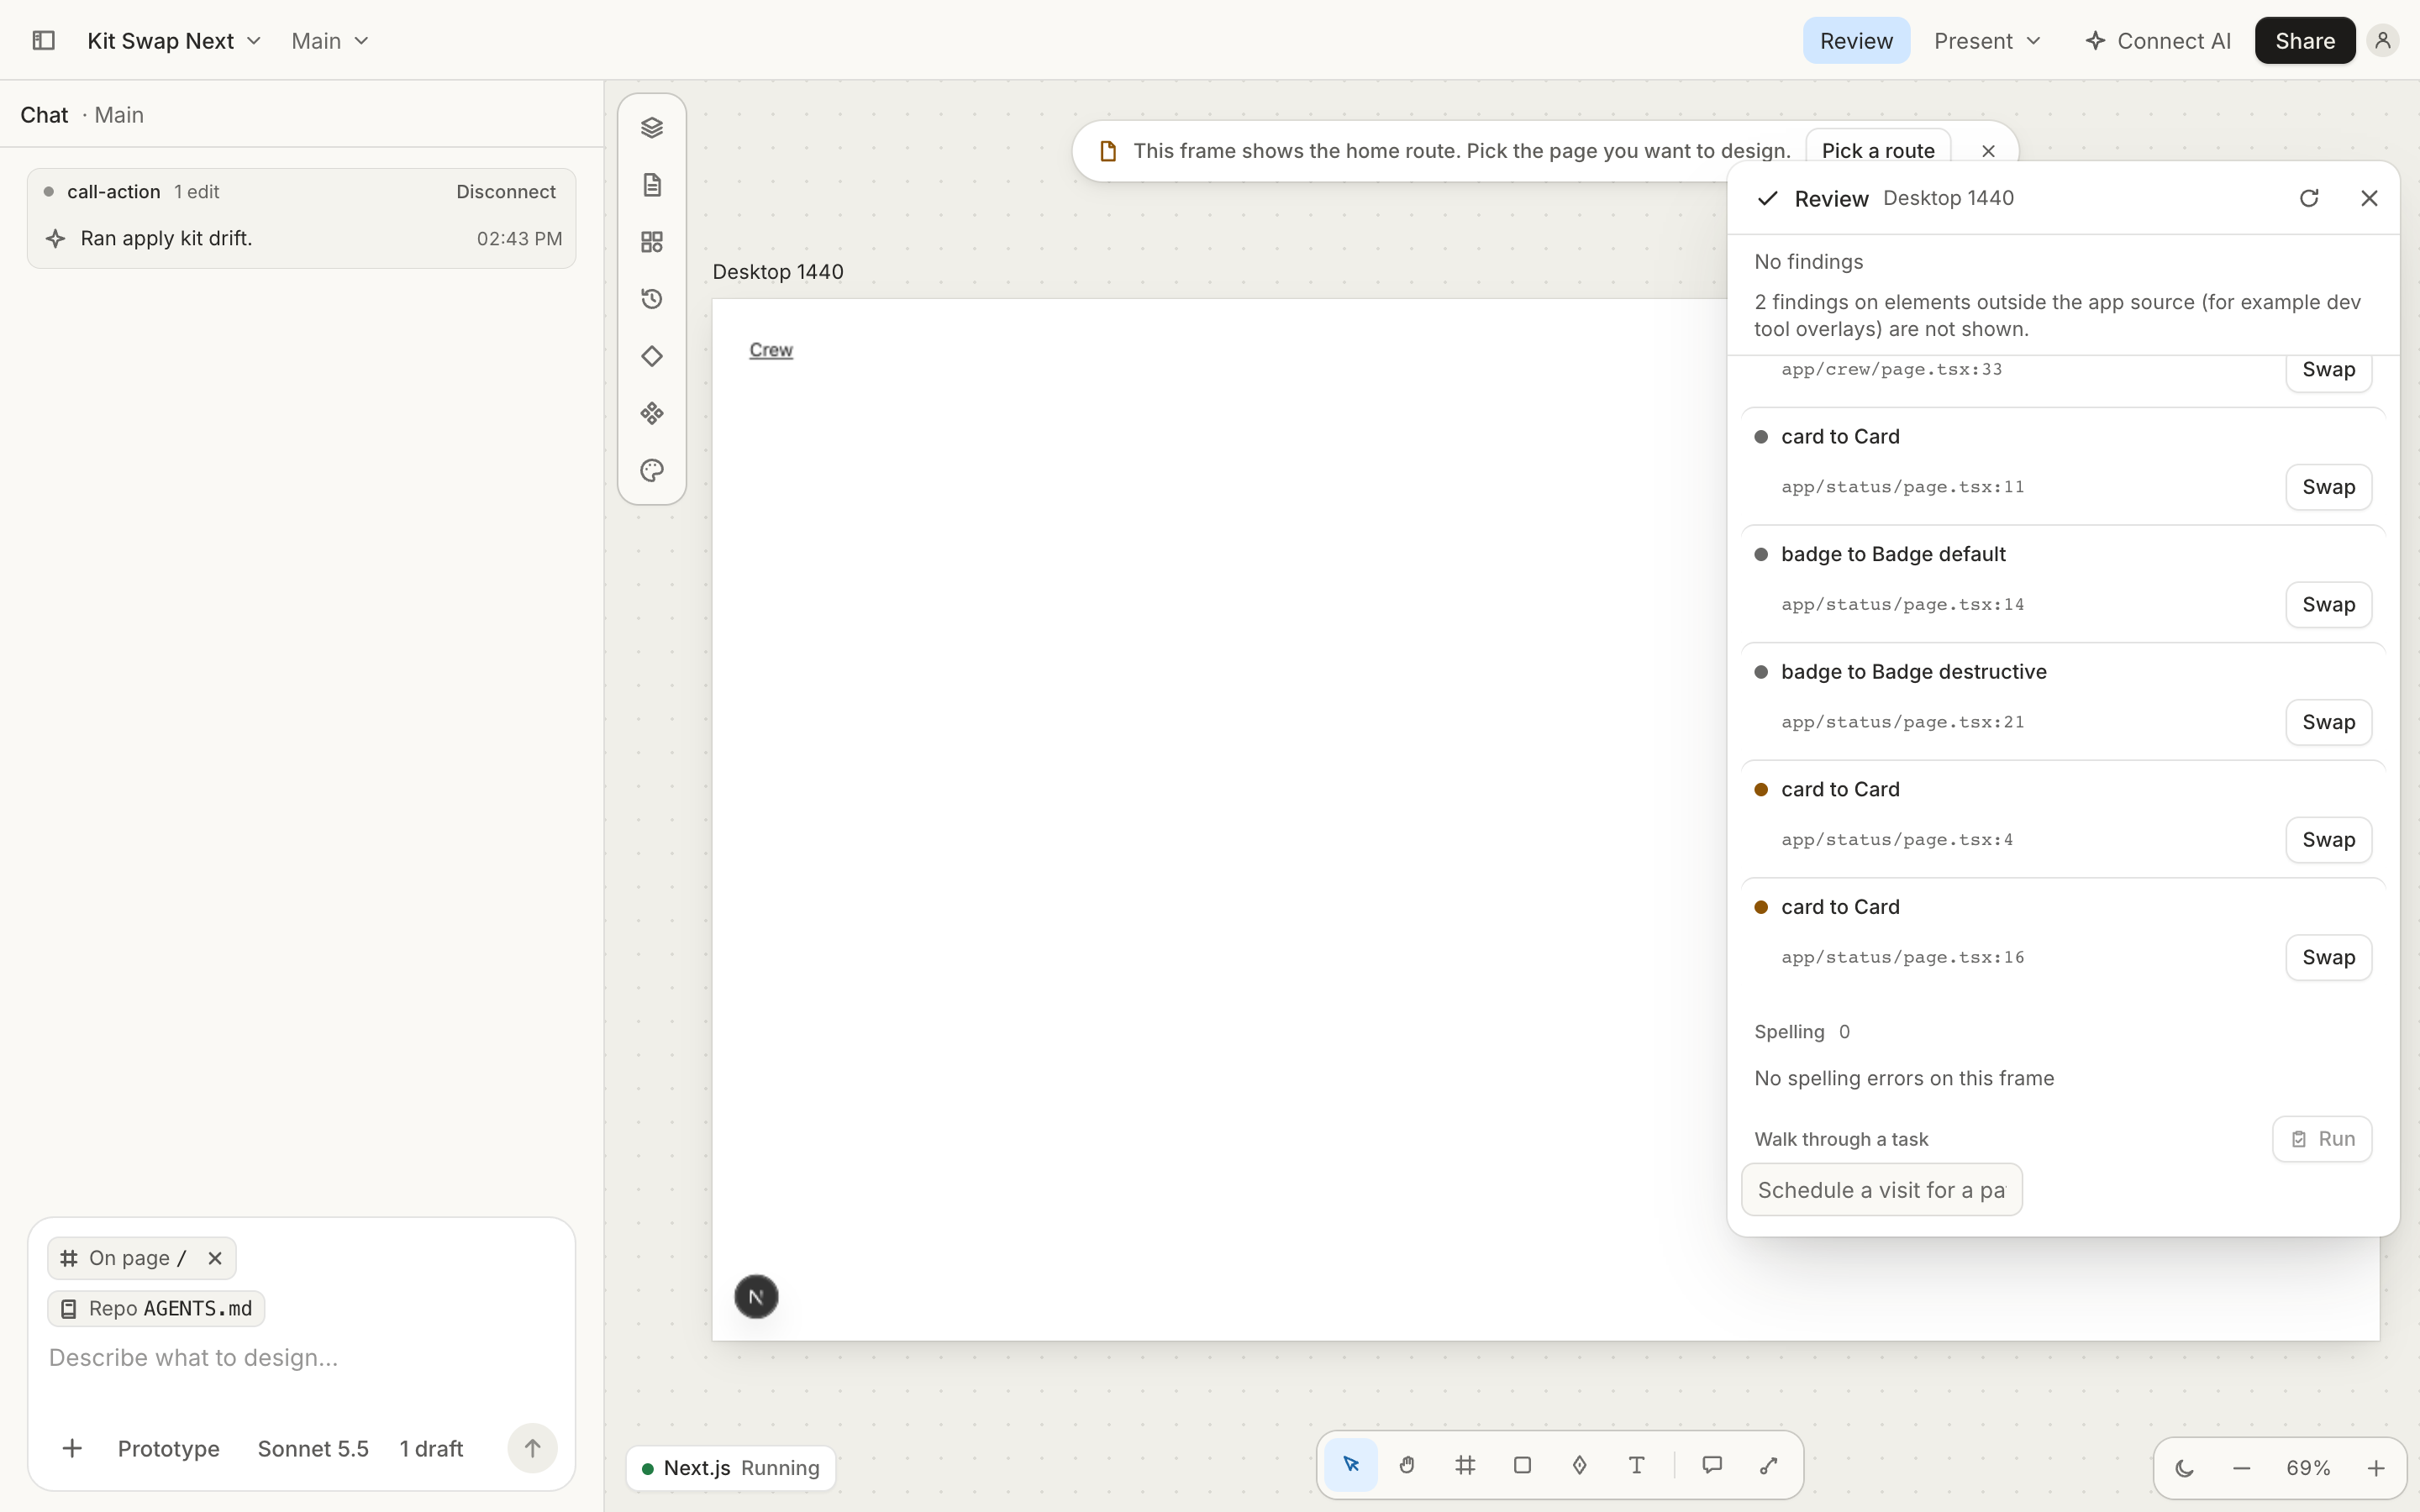 Kit Swap Next
Main
Review
Present
Connect AI
Share
Chat · Main
call-action 1 edit
Disconnect
Ran apply kit drift.
02:43 PM
On page /
Repo AGENTS.md
Describe what to design...
Prototype
Sonnet 5.5
1 draft
This frame shows the home route. Pick the page you want to design.
Pick a route
Desktop 1440
Crew
N
Review Desktop 1440
No findings
2 findings on elements outside the app source (for example dev
tool overlays) are not shown.
app/crew/page.tsx:33
Swap
card to Card
app/status/page.tsx:11
Swap
badge to Badge default
app/status/page.tsx:14
Swap
badge to Badge destructive
app/status/page.tsx:21
Swap
card to Card
app/status/page.tsx:4
Swap
card to Card
app/status/page.tsx:16
Swap
Spelling 0
No spelling errors on this frame
Walk through a task
Run
Schedule a visit for a pa
Next.js Running
69%